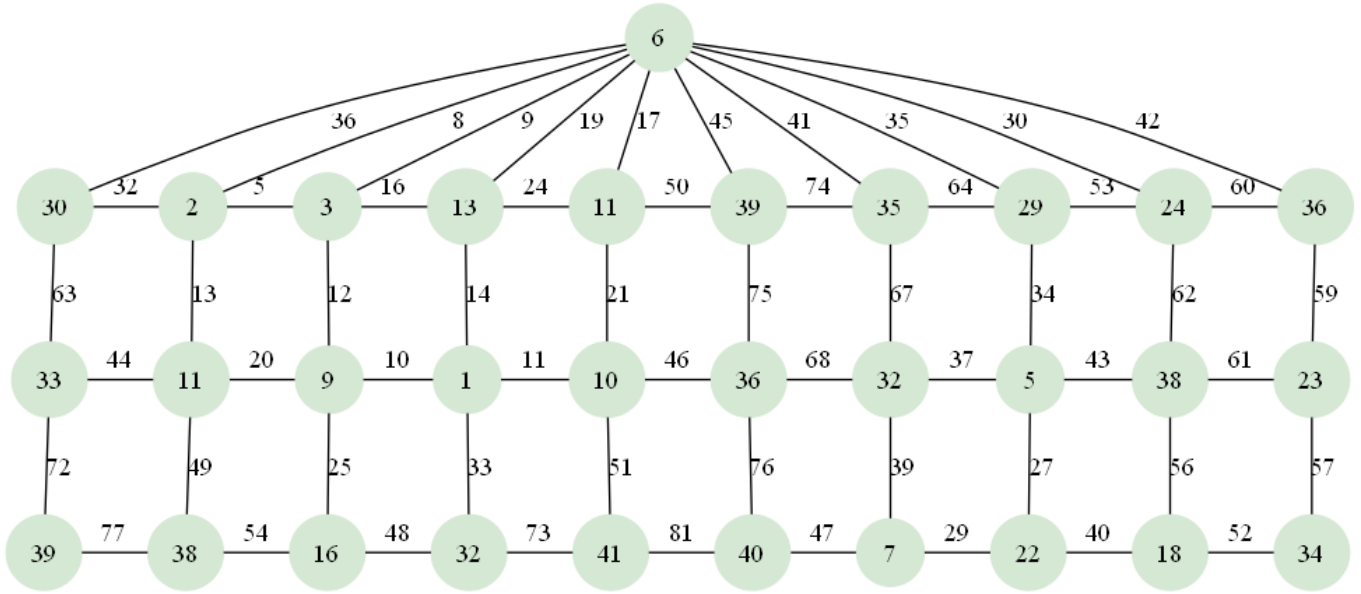 6
36 8 9 19 17 45 41 35 30 42
32 5 16 24 50 74 64 53 60
30 2 3 13 11 39 35 29 24 36
63 13 12 14 21 75 67 34 62 59
44 20 10 11 46 68 37 43 61
33 11 9 1 10 36 32 5 38 23
72 49 25 33 51 76 39 27 56 57
77 54 48 73 81 47 29 40 52
39 38 16 32 41 40 7 22 18 34